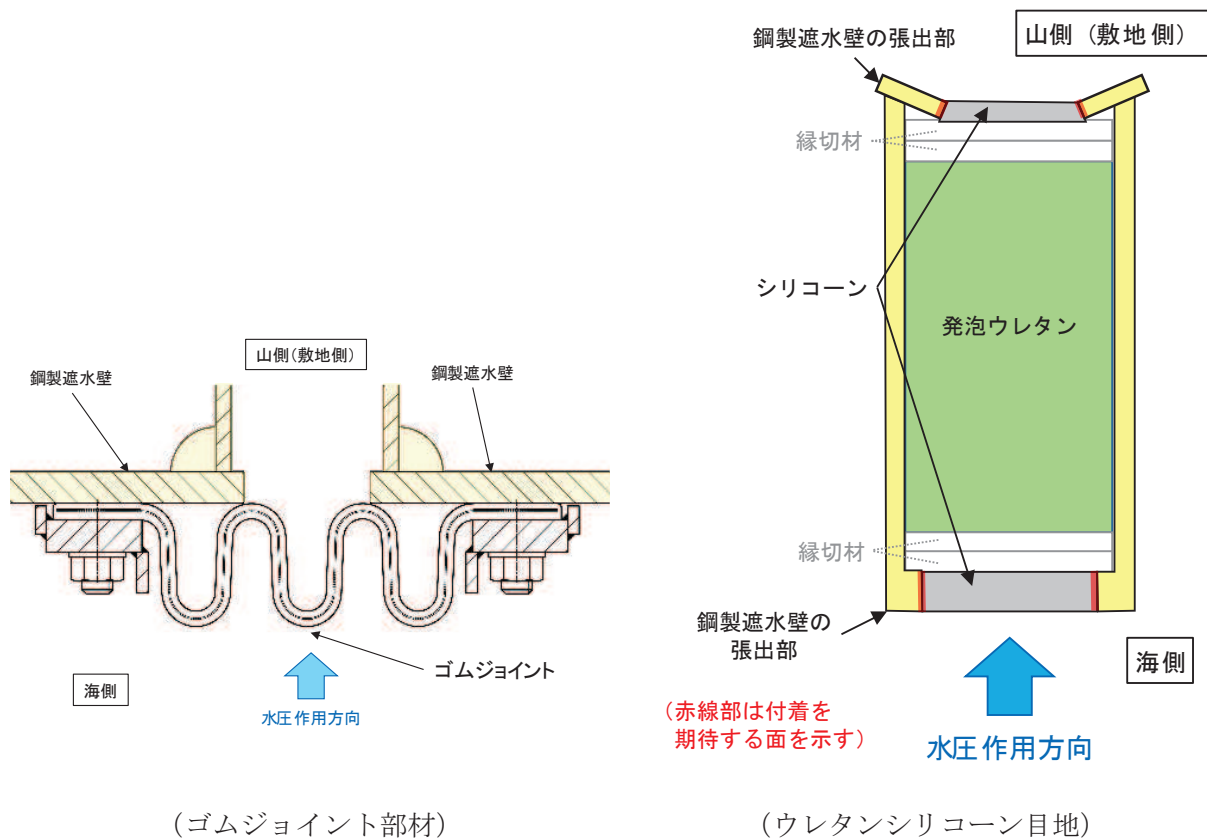 山側(敷地側)
鋼製遮水壁
鋼製遮水壁
ゴムジョイント
海側
水圧作用方向
(ゴムジョイント部材)
鋼製遮水壁の張出部
山側（敷地側）
縁切材
シリコーン
発泡ウレタン
縁切材
鋼製遮水壁の
張出部
海側
（赤線部は付着を
期待する面を示す）
水圧作用方向
(ウレタンシリコーン目地)